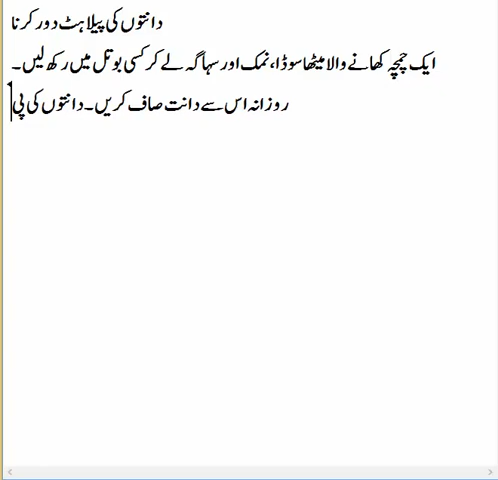 دانتوں کی پیلاہٹ دور کرنا
ایک چمچہ کھانے والا میٹھا سوڈا، نمک اور سہاگہ لے کر کسی بوتل میں رکھ لیں۔
روزانہ اس سے دانت صاف کریں۔ دانتوں کی پی